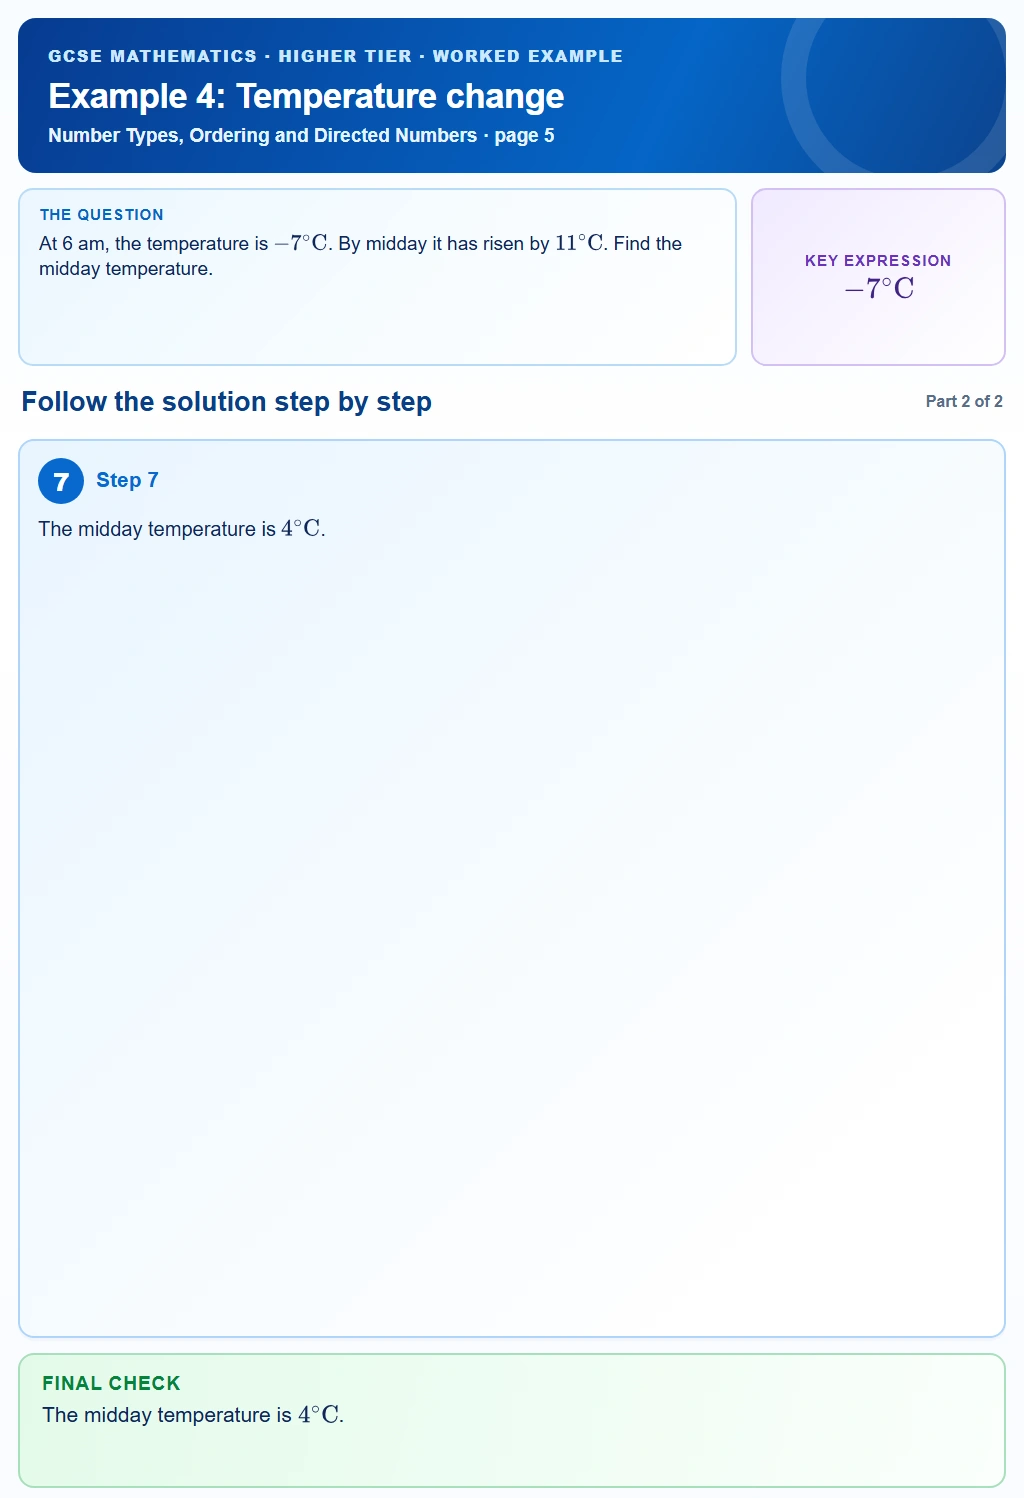 GCSE MATHEMATICS · HIGHER TIER · WORKED EXAMPLE
Example 4: Temperature change
Number Types, Ordering and Directed Numbers · page 5
THE QUESTION
At 6 am, the temperature is −7°C. By midday it has risen by 11°C. Find the
midday temperature.
KEY EXPRESSION
−7°C
Follow the solution step by step
Part 2 of 2
7 Step 7
The midday temperature is 4°C.
FINAL CHECK
The midday temperature is 4°C.